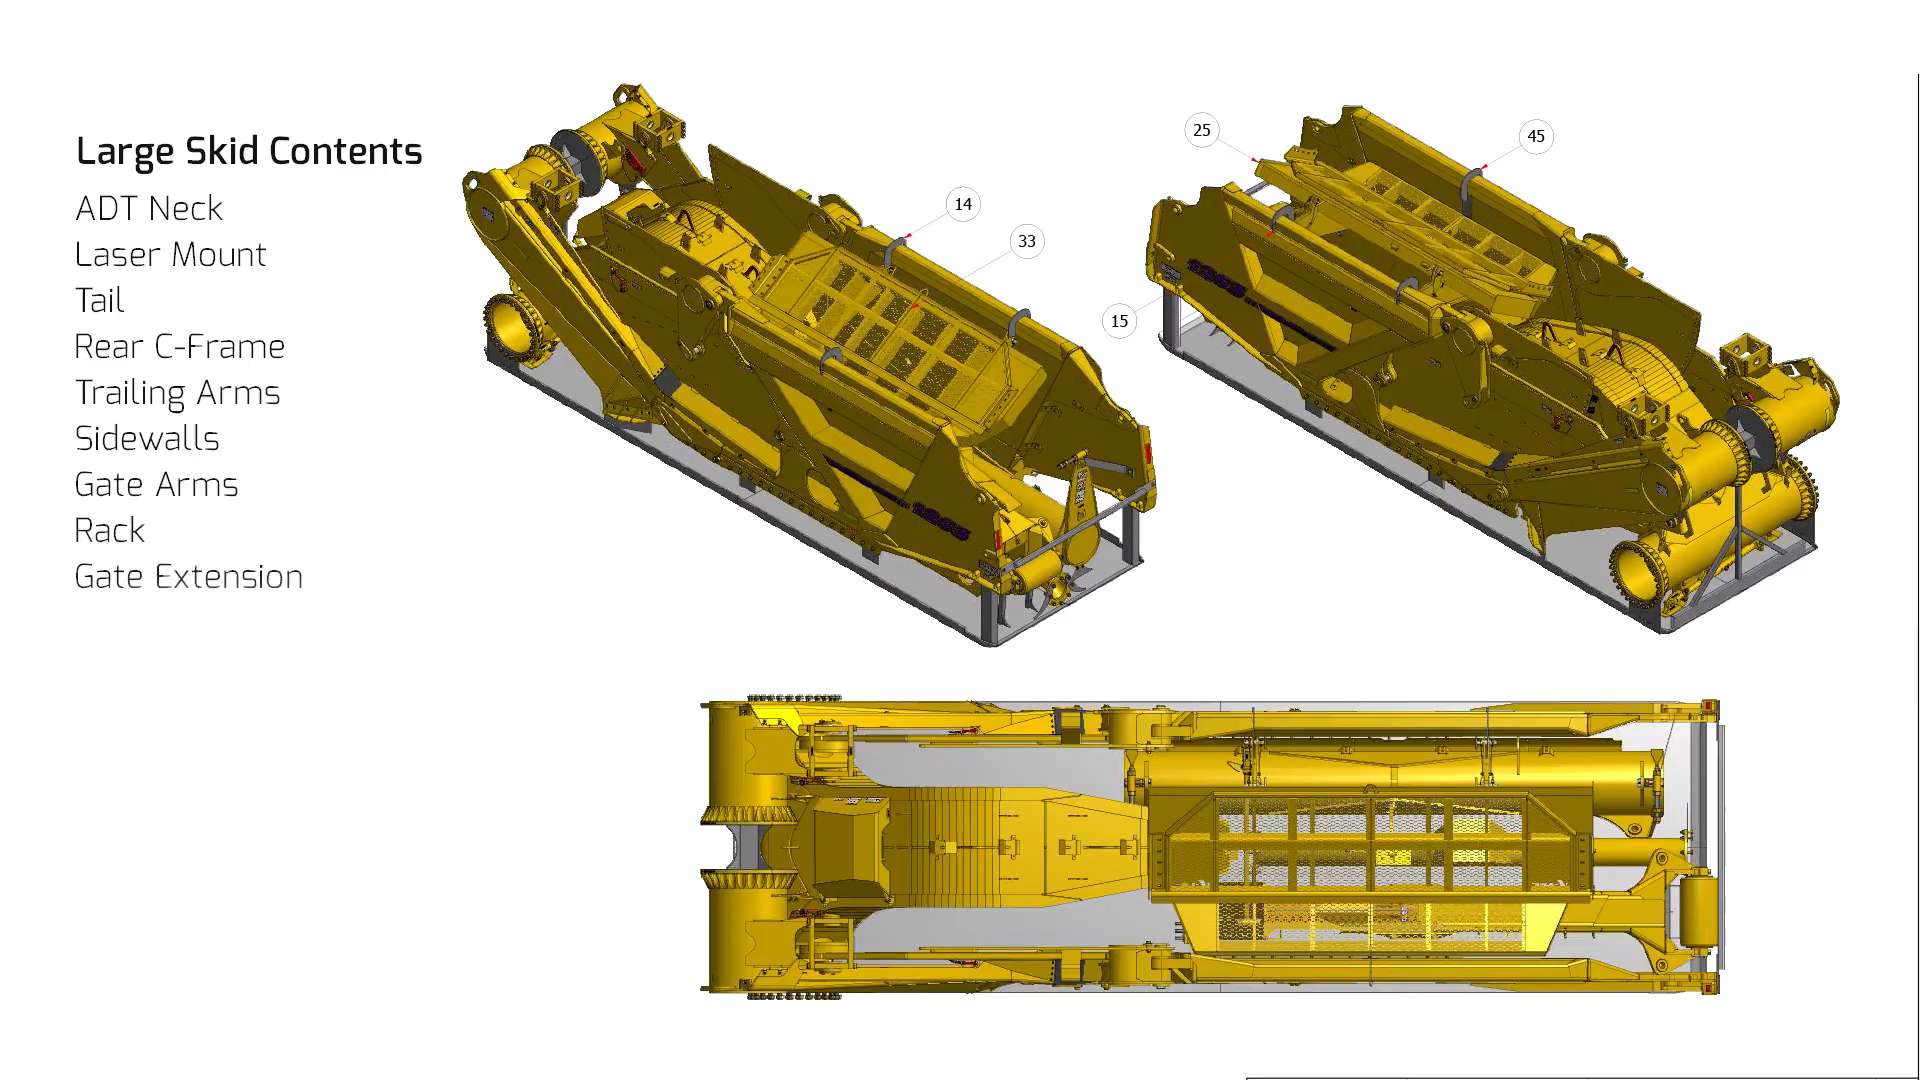 Large Skid Contents
ADT Neck
Laser Mount
Tail
Rear C-Frame
Trailing Arms
Sidewalls
Gate Arms
Rack
Gate Extension
14
33
25
45
15